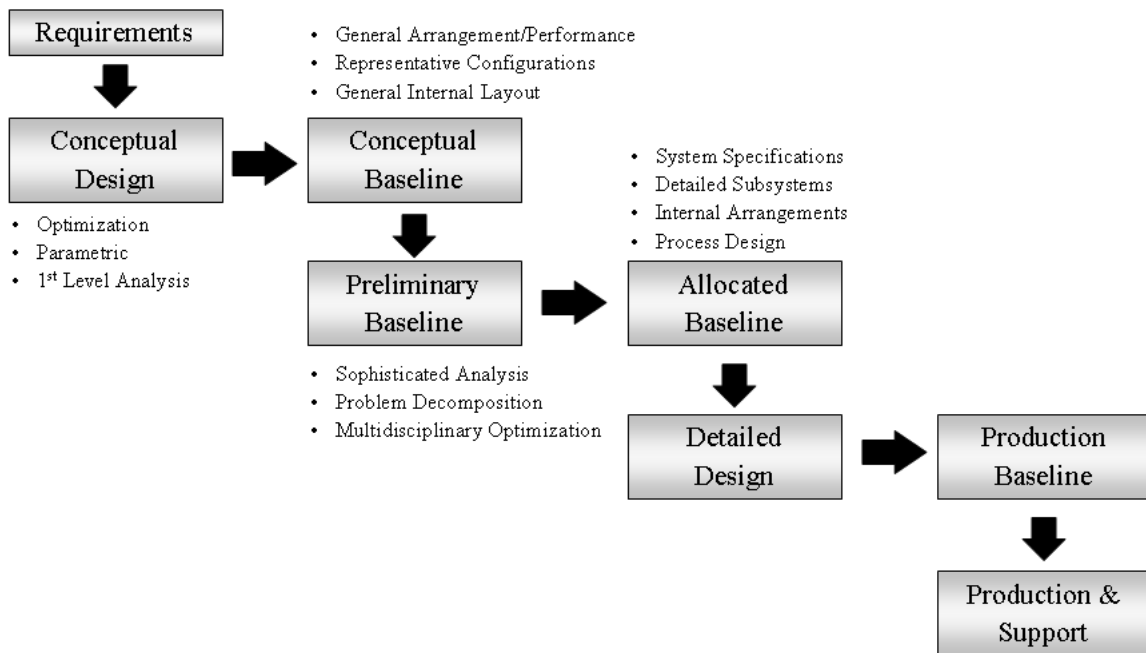 Requirements
• General Arrangement/Performance
• Representative Configurations
• General Internal Layout
Conceptual
Design
Conceptual
Baseline
• Optimization
• Parametric
• 1st Level Analysis
• System Specifications
• Detailed Subsystems
• Internal Arrangements
• Process Design
Preliminary
Baseline
Allocated
Baseline
• Sophisticated Analysis
• Problem Decomposition
• Multidisciplinary Optimization
Detailed
Design
Production
Baseline
Production &
Support